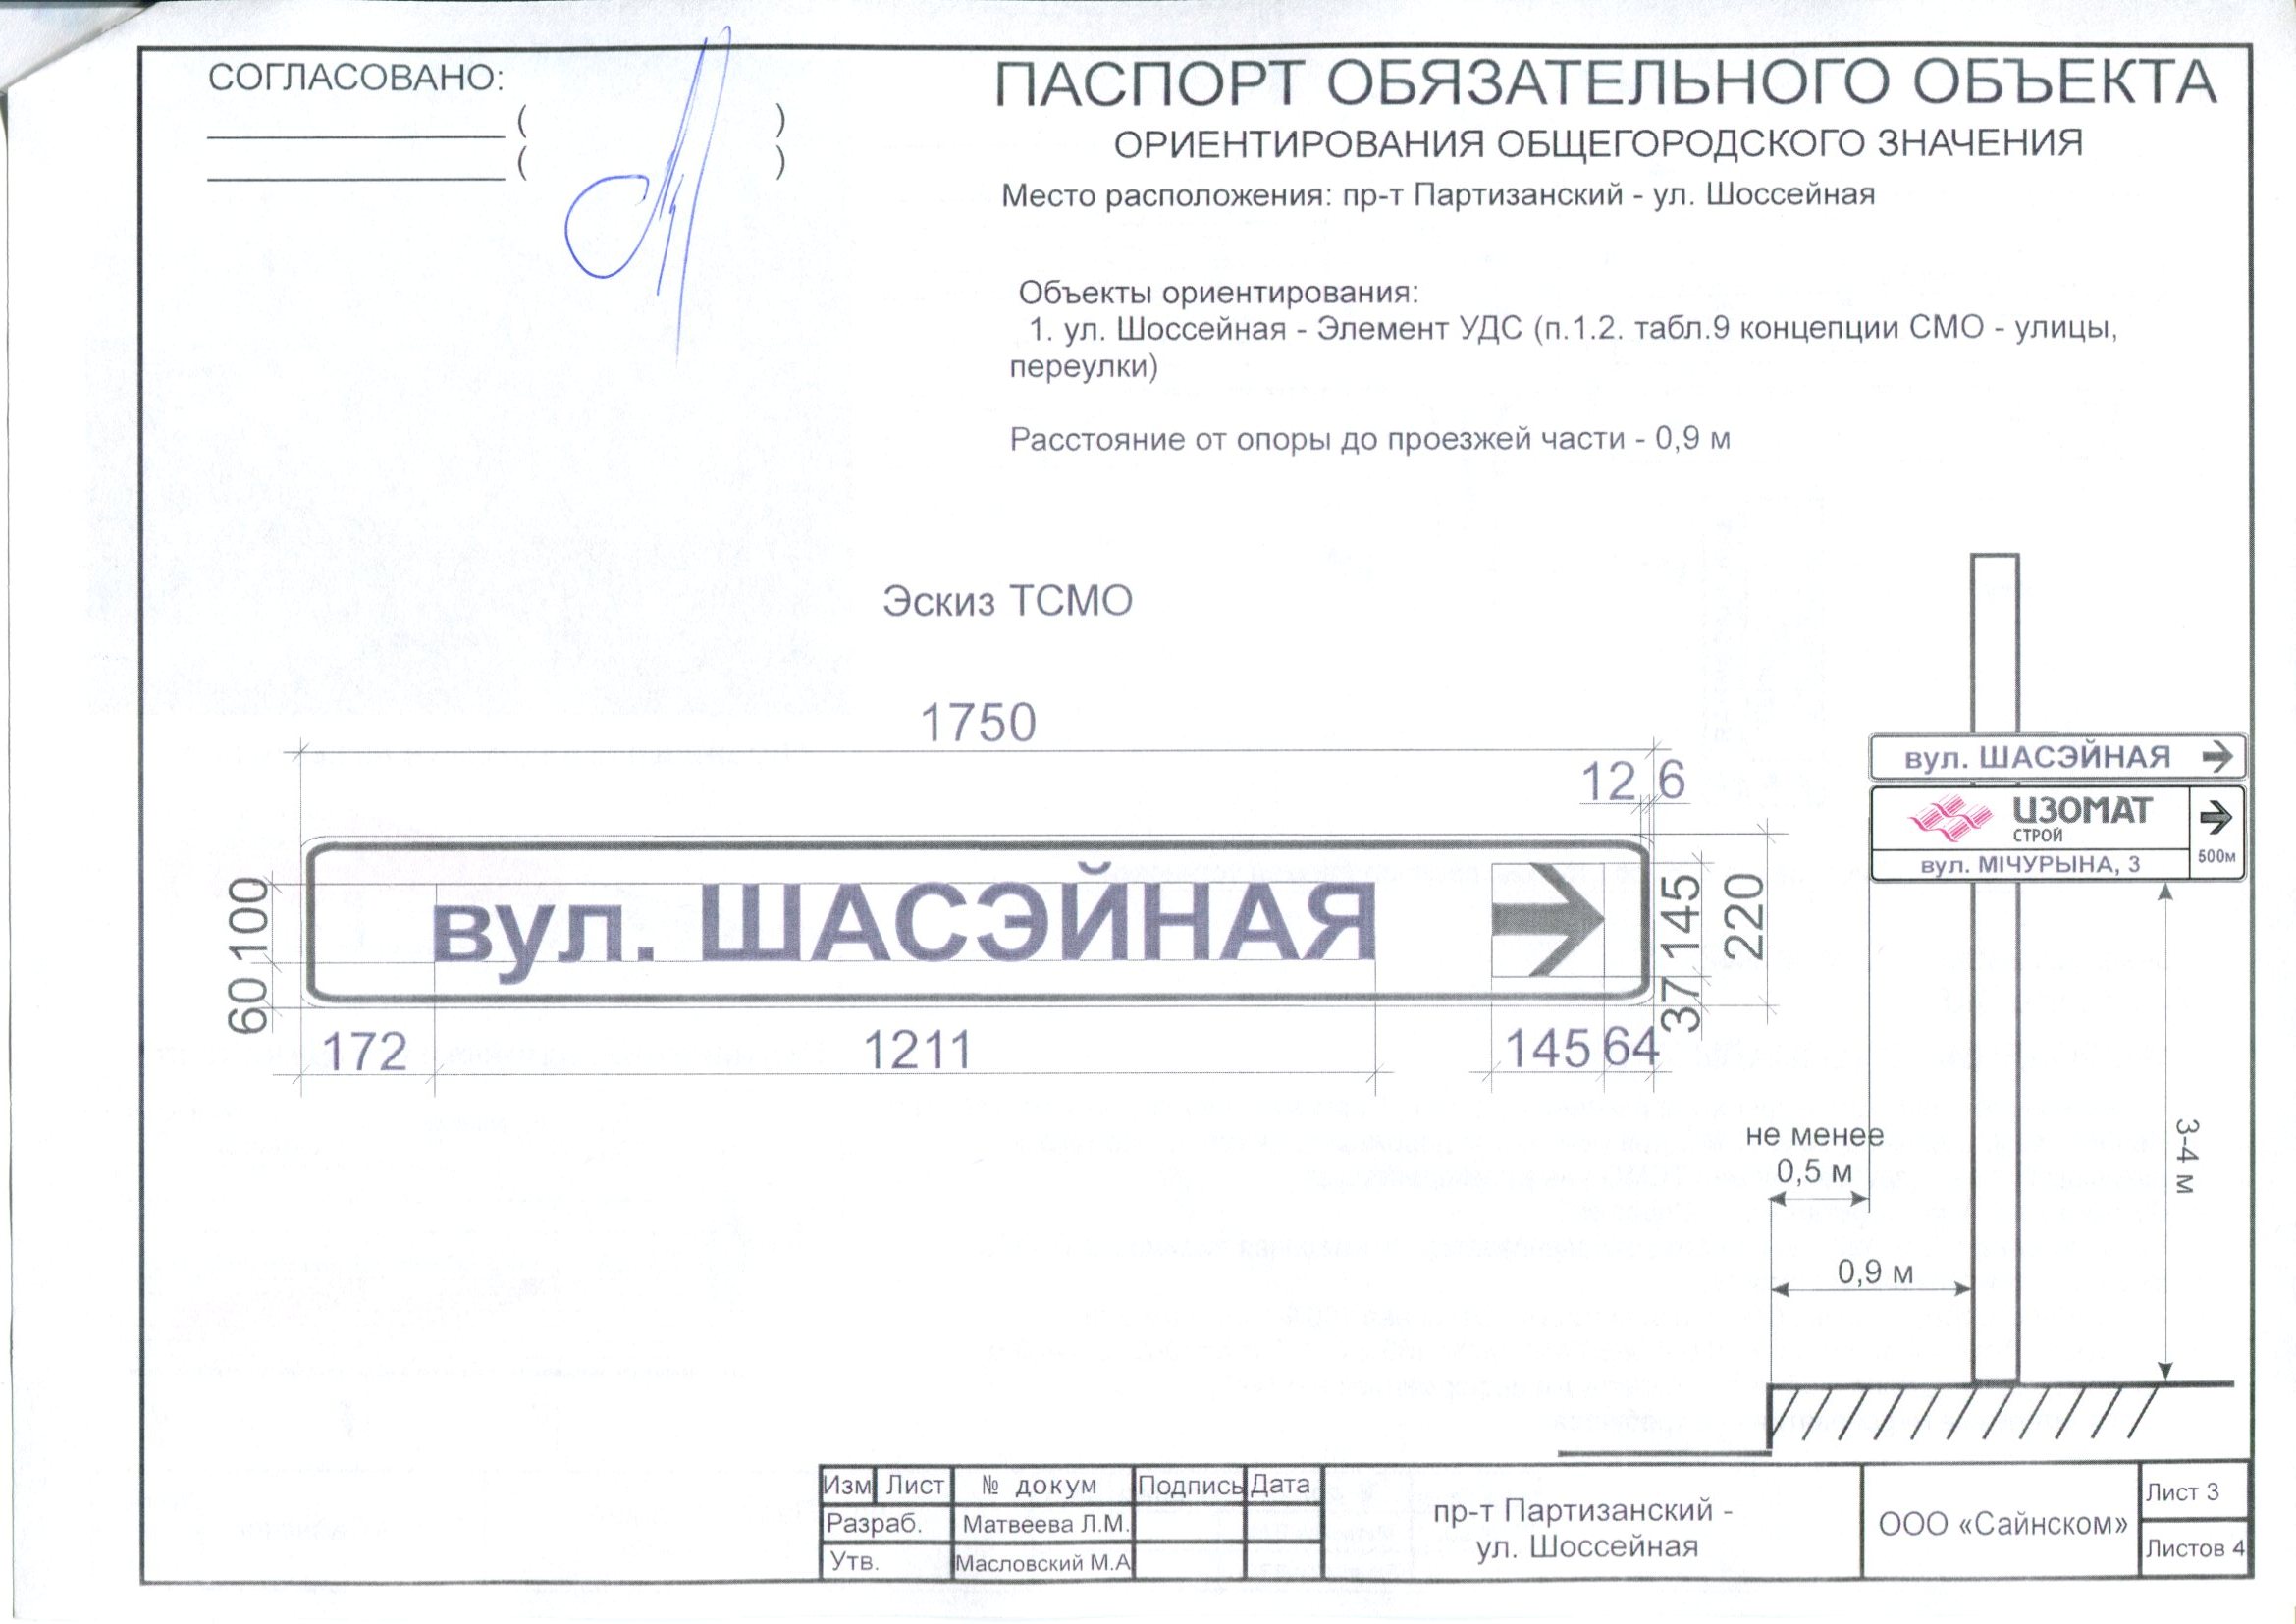 СОГЛАСОВАНО:
( )
( )
ПАСПОРТ ОБЯЗАТЕЛЬНОГО ОБЪЕКТА
ОРИЕНТИРОВАНИЯ ОБЩЕГОРОДСКОГО ЗНАЧЕНИЯ
Место расположения: пр-т Партизанский - ул. Шоссейная
Объекты ориентирования:
1. ул. Шоссейная - Элемент УДС (п.1.2. табл.9 концепции СМО - улицы,
переулки)
Расстояние от опоры до проезжей части - 0,9 м
Эскиз ТСМО
1750
12 6
вул. ШАСЭЙНАЯ
60 100
172
1211
145 64
37 145
220
вул. ШАСЭЙНАЯ
ИЗОМАТ
СТРОЙ
вул. МІЧУРЫНА, 3
500м
не менее
0,5 м
0,9 м
3-4 м
Изм Лист № докум Подпись Дата
Разраб. Матвеева Л.М.
Утв. Масловский М.А
пр-т Партизанский -
ул. Шоссейная
ООО «Сайнском»
Лист 3
Листов 4